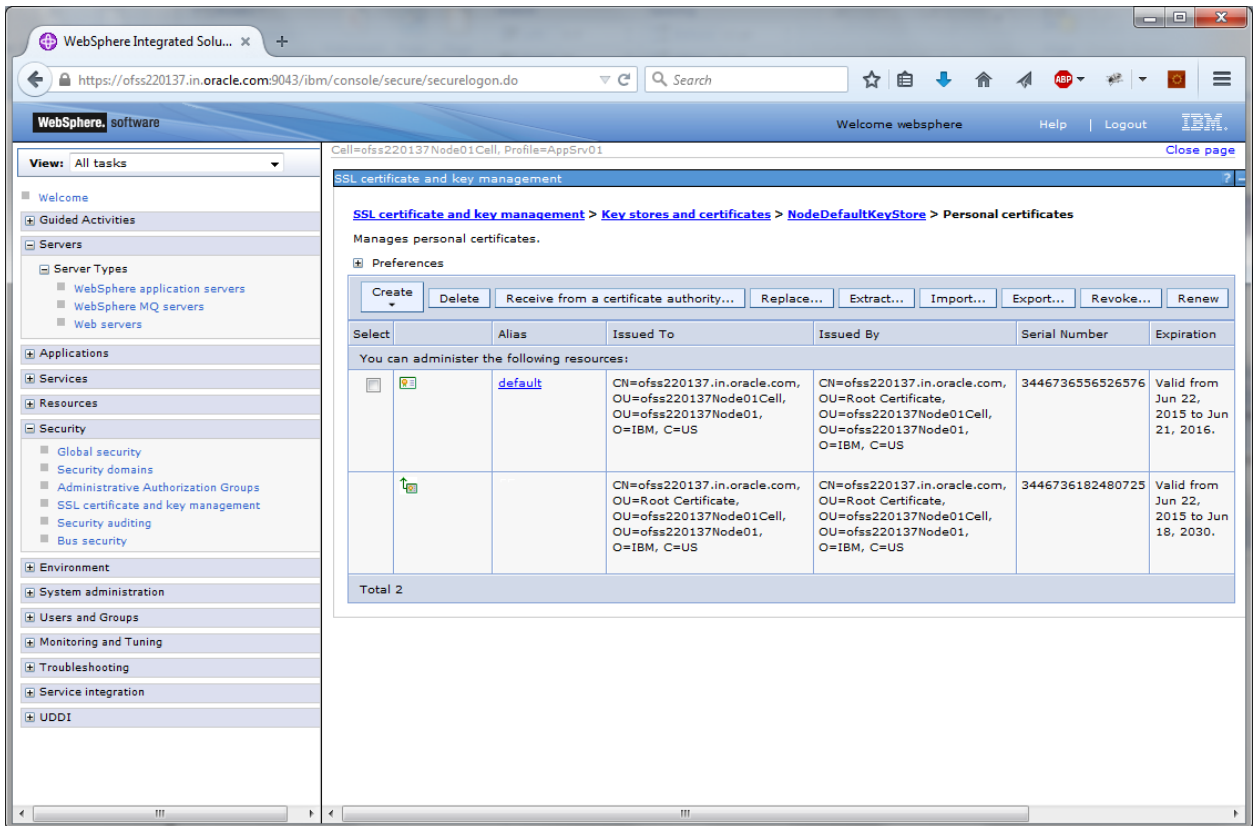 WebSphere Integrated Solu... × +
https://ofss220137.in.oracle.com:9043/ibm/console/secure/securelogon.do
Search
ABP
WebSphere. software
Welcome websphere
Help | Logout
IBM.
View: All tasks
Welcome
Guided Activities
Servers
Server Types
WebSphere application servers
WebSphere MQ servers
Web servers
Applications
Services
Resources
Security
Global security
Security domains
Administrative Authorization Groups
SSL certificate and key management
Security auditing
Bus security
Environment
System administration
Users and Groups
Monitoring and Tuning
Troubleshooting
Service integration
UDDI
Cell=ofss220137Node01Cell, Profile=AppSrv01
Close page
SSL certificate and key management
? –
SSL certificate and key management > Key stores and certificates > NodeDefaultKeyStore > Personal certificates
Manages personal certificates.
Preferences
Create Delete Receive from a certificate authority... Replace... Extract... Import... Export... Revoke... Renew
Select Alias Issued To Issued By Serial Number Expiration
You can administer the following resources:
default
CN=ofss220137.in.oracle.com,
OU=ofss220137Node01Cell,
OU=ofss220137Node01,
O=IBM, C=US
CN=ofss220137.in.oracle.com,
OU=Root Certificate,
OU=ofss220137Node01Cell,
OU=ofss220137Node01,
O=IBM, C=US
3446736556526576
Valid from
Jun 22,
2015 to Jun
21, 2016.
CN=ofss220137.in.oracle.com,
OU=Root Certificate,
OU=ofss220137Node01Cell,
OU=ofss220137Node01,
O=IBM, C=US
CN=ofss220137.in.oracle.com,
OU=Root Certificate,
OU=ofss220137Node01Cell,
OU=ofss220137Node01,
O=IBM, C=US
3446736182480725
Valid from
Jun 22,
2015 to Jun
18, 2030.
Total 2